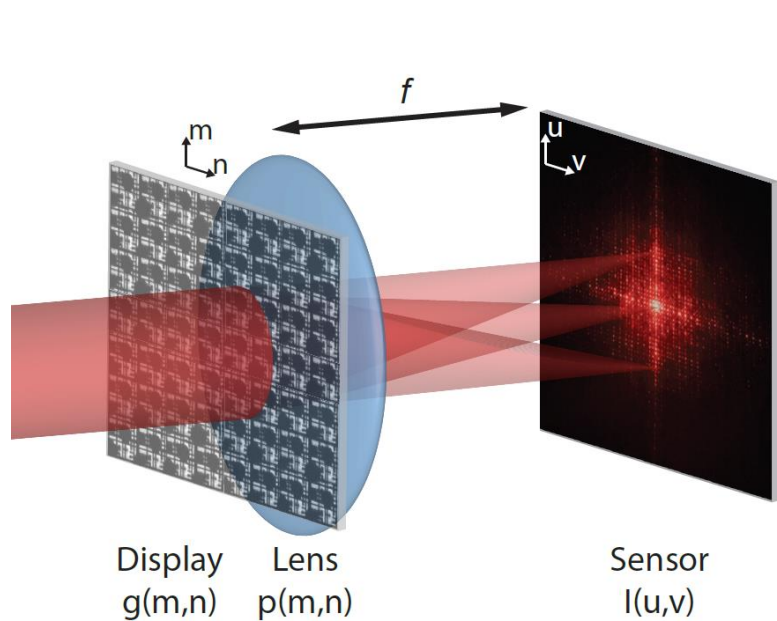 f
m
n
u
v
Display
g(m,n)
Lens
p(m,n)
Sensor
I(u,v)